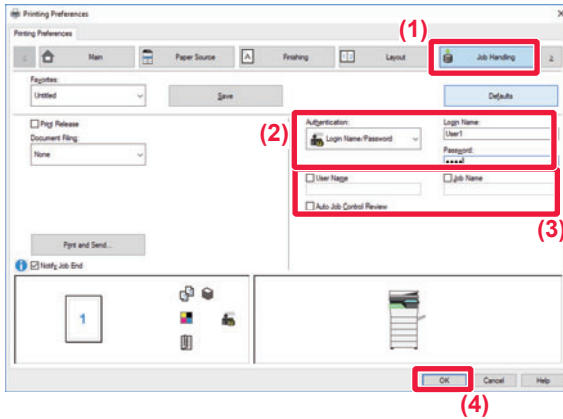 Printing Preferences
Printing Preferences
(1)
Main
Paper Source
A
Finishing
Layout
Job Handling
Favorites:
Untitled
Save
Defaults
Print Release
Document Filing:
None
(2)
Authentication:
Login Name/Password
Login Name:
User1
Password:
••••
User Name
Job Name
Auto Job Control Review
(3)
Print and Send...
Notify Job End
1
OK
Cancel
Help
(4)